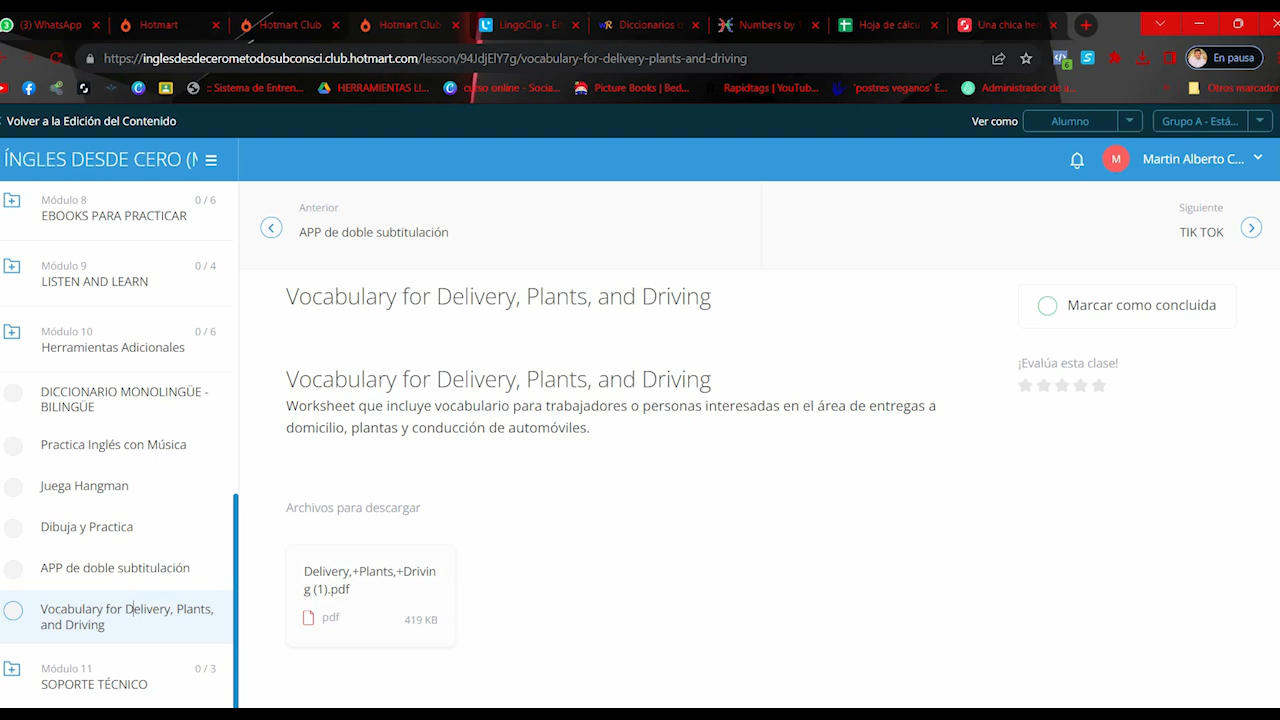 (3) WhatsApp
Hotmart
Hotmart Club
Hotmart Club
LingoClip - En
Diccionarios d
Numbers by 1
Hoja de cálcu
Una chica her
https://inglesdesdecerometodosubconsci.club.hotmart.com/lesson/94JdjElY7g/vocabulary-for-delivery-plants-and-driving
6
En pausa
:: Sistema de Entren...
HERRAMIENTAS LI...
curso online - Socia...
Picture Books | Bed...
Rapidtags | YouTub...
'postres veganos' E...
Administrador de a...
Otros marcadore
Volver a la Edición del Contenido
Ver como
Alumno
Grupo A - Está...
ÍNGLES DESDE CERO (M
M
Martin Alberto C...
Módulo 8
0 / 6
EBOOKS PARA PRACTICAR
Módulo 9
0 / 4
LISTEN AND LEARN
Módulo 10
0 / 6
Herramientas Adicionales
DICCIONARIO MONOLINGÜE -
BILINGÜE
Practica Inglés con Música
Juega Hangman
Dibuja y Practica
APP de doble subtitulación
Vocabulary for Delivery, Plants,
and Driving
Módulo 11
0 / 3
SOPORTE TÉCNICO
Anterior
APP de doble subtitulación
Siguiente
TIK TOK
Vocabulary for Delivery, Plants, and Driving
Marcar como concluida
¡Evalúa esta clase!
Vocabulary for Delivery, Plants, and Driving
Worksheet que incluye vocabulario para trabajadores o personas interesadas en el área de entregas a
domicilio, plantas y conducción de automóviles.
Archivos para descargar
Delivery,+Plants,+Drivin
g (1).pdf
pdf
419 KB